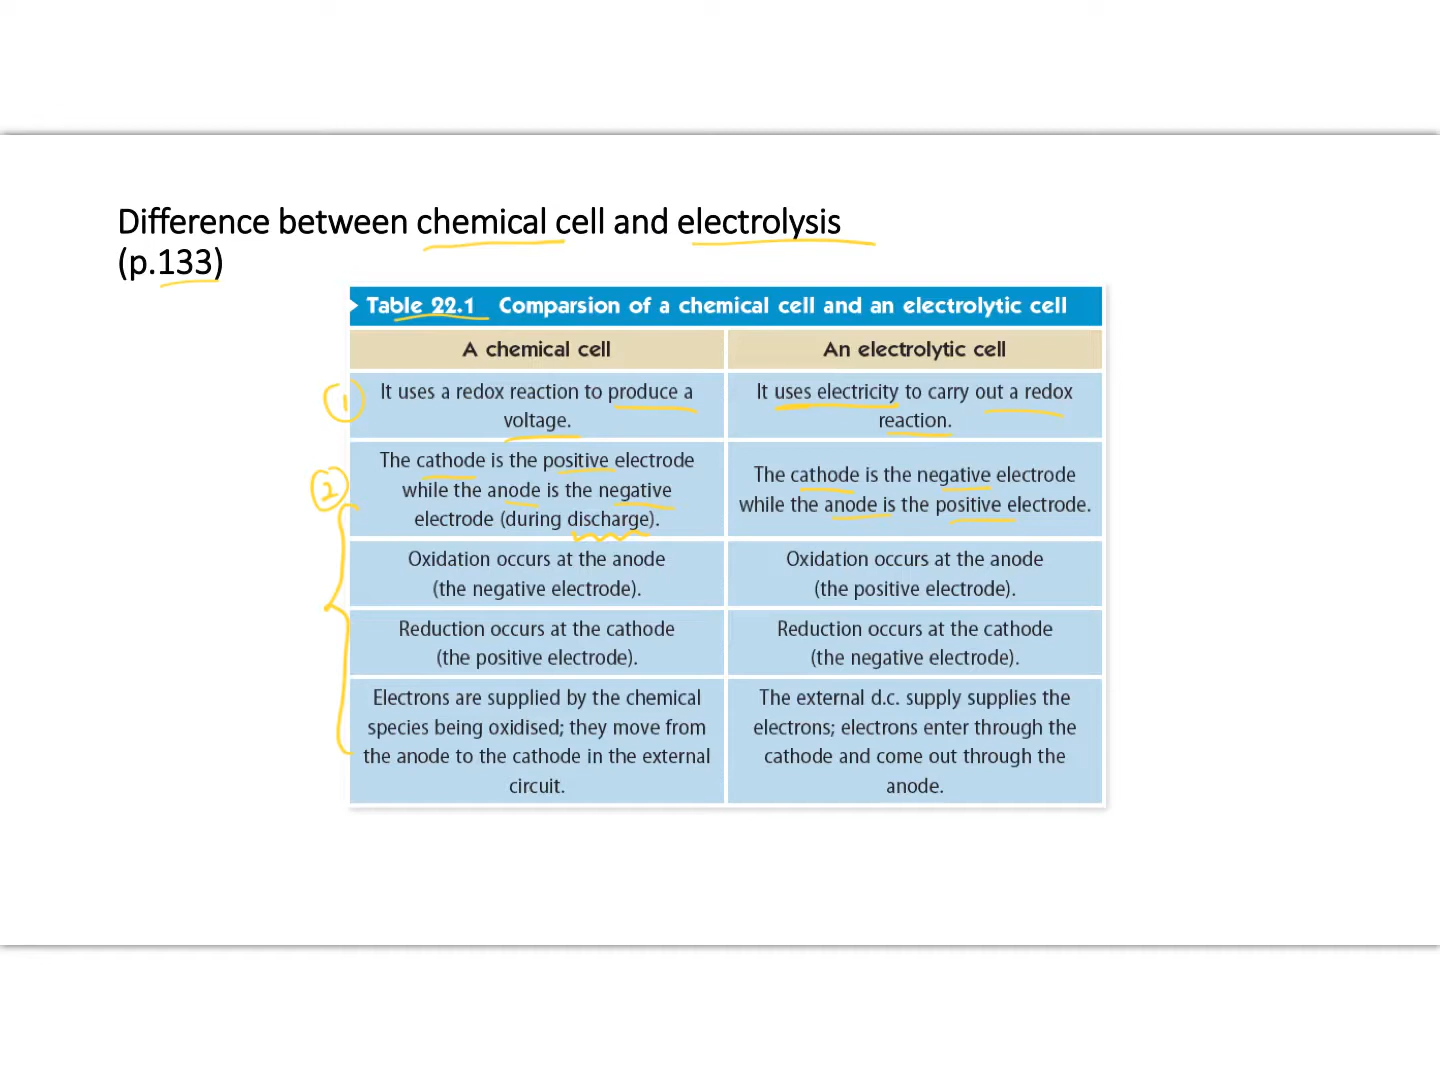 Difference between chemical cell and electrolysis
(p.133)
Table 22.1 Comparsion of a chemical cell and an electrolytic cell
A chemical cell
An electrolytic cell
1
It uses a redox reaction to produce a
voltage.
It uses electricity to carry out a redox
reaction.
2
The cathode is the positive electrode
while the anode is the negative
electrode (during discharge).
The cathode is the negative electrode
while the anode is the positive electrode.
Oxidation occurs at the anode
(the negative electrode).
Oxidation occurs at the anode
(the positive electrode).
Reduction occurs at the cathode
(the positive electrode).
Reduction occurs at the cathode
(the negative electrode).
Electrons are supplied by the chemical
species being oxidised; they move from
the anode to the cathode in the external
circuit.
The external d.c. supply supplies the
electrons; electrons enter through the
cathode and come out through the
anode.